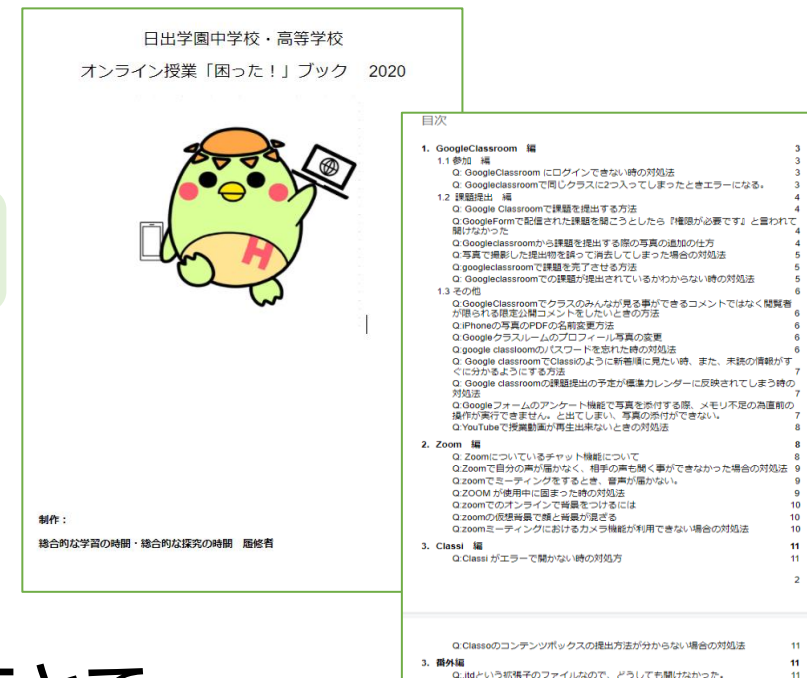 日出学園中学校・高等学校
オンライン授業「困った！」ブック 2020
H
制作：
総合的な学習の時間・総合的な探究の時間 履修者
目次
1. GoogleClassroom 編 3
1.1 参加 編 3
Q: GoogleClassroom にログインできない時の対処法 3
Q: Googleclassroomで同じクラスに2つ入ってしまったときエラーになる。 3
1.2 課題提出 編 4
Q: Google Classroomで課題を提出する方法 4
Q:GoogleFormで配信された課題を開こうとしたら『権限が必要です』と言われて
開けなかった 4
Q:Googleclassroomから課題を提出する際の写真の追加の仕方 4
Q:写真で撮影した提出物を誤って消去してしまった場合の対処法 5
Q:googleclassroomで課題を完了させる方法 5
Q:Googleclassroomでの課題が提出されているかわからない時の対処法 5
1.3 その他 6
Q:GoogleClassroomでクラスのみんなが見る事ができるコメントではなく閲覧者
が限られる限定公開コメントをしたいときの方法 6
Q:iPhoneの写真のPDFの名前変更方法 6
Q:Googleクラスルームのプロフィール写真の変更 6
Q:google classloomのパスワードを忘れた時の対処法 6
Q: Google classroomでClassiのように新着順に見たい時、また、未読の情報がす
ぐに分かるようにする方法 7
Q: Google classroomの課題提出の予定が標準カレンダーに反映されてしまう時の
対処法 7
Q:Googleフォームのアンケート機能で写真を添付する際、メモリ不足の為直前の
操作が実行できません。と出てしまい、写真の添付ができない。 7
Q:YouTubeで授業動画が再生出来ないときの対処法 8
2. Zoom 編 8
Q: Zoomについているチャット機能について 8
Q:Zoomで自分の声が届かなく、相手の声も聞く事ができなかった場合の対処法 9
Q:zoomでミーティングをするとき、音声が届かない。 9
Q:ZOOM が使用中に固まった時の対処法 9
Q:zoomでのオンラインで背景をつけるには 10
Q:zoomの仮想背景で顔と背景が混ざる 10
Q:zoomミーティングにおけるカメラ機能が利用できない場合の対処法 10
3. Classi 編 11
Q:Classi がエラーで開かない時の対処方 11
2
Q:Classoのコンテンツボックスの提出方法が分からない場合の対処法 11
3. 番外編 11
Q:.jtdという拡張子のファイルなので、どうしても開けなかった。 11